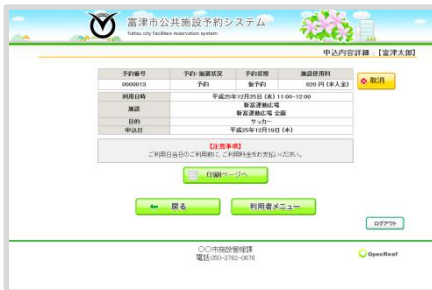 富津市公共施設予約システム
futtsu city facilities reservation system
申込内容詳細:【富津太郎】
予約番号 予約・抽選状況 予約状態 施設使用料
0000013 予約 仮予約 620 円 (未入金)
取消
利用日時 平成25年12月25日 (水) 11:00-12:00
施設 新富運動広場
新富運動広場 全面
目的 サッカー
申込日 平成25年12月19日 (木)
【注意事項】
ご利用日当日のご利用前に、ご利用料金をお支払いください。
印刷ページへ
戻る 利用者メニュー
ログアウト
〇〇市施設管理課
電話:050-3762-0676
OpenReaf